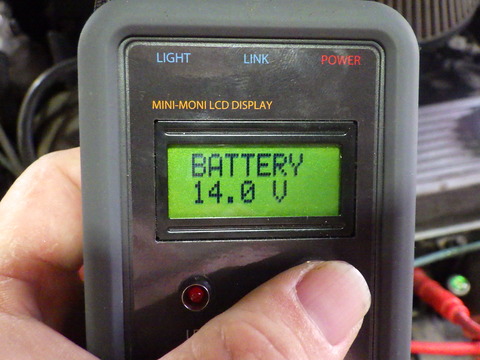 LIGHT LINK POWER
MINI-MONI LCD DISPLAY
BATTERY
14.0 V